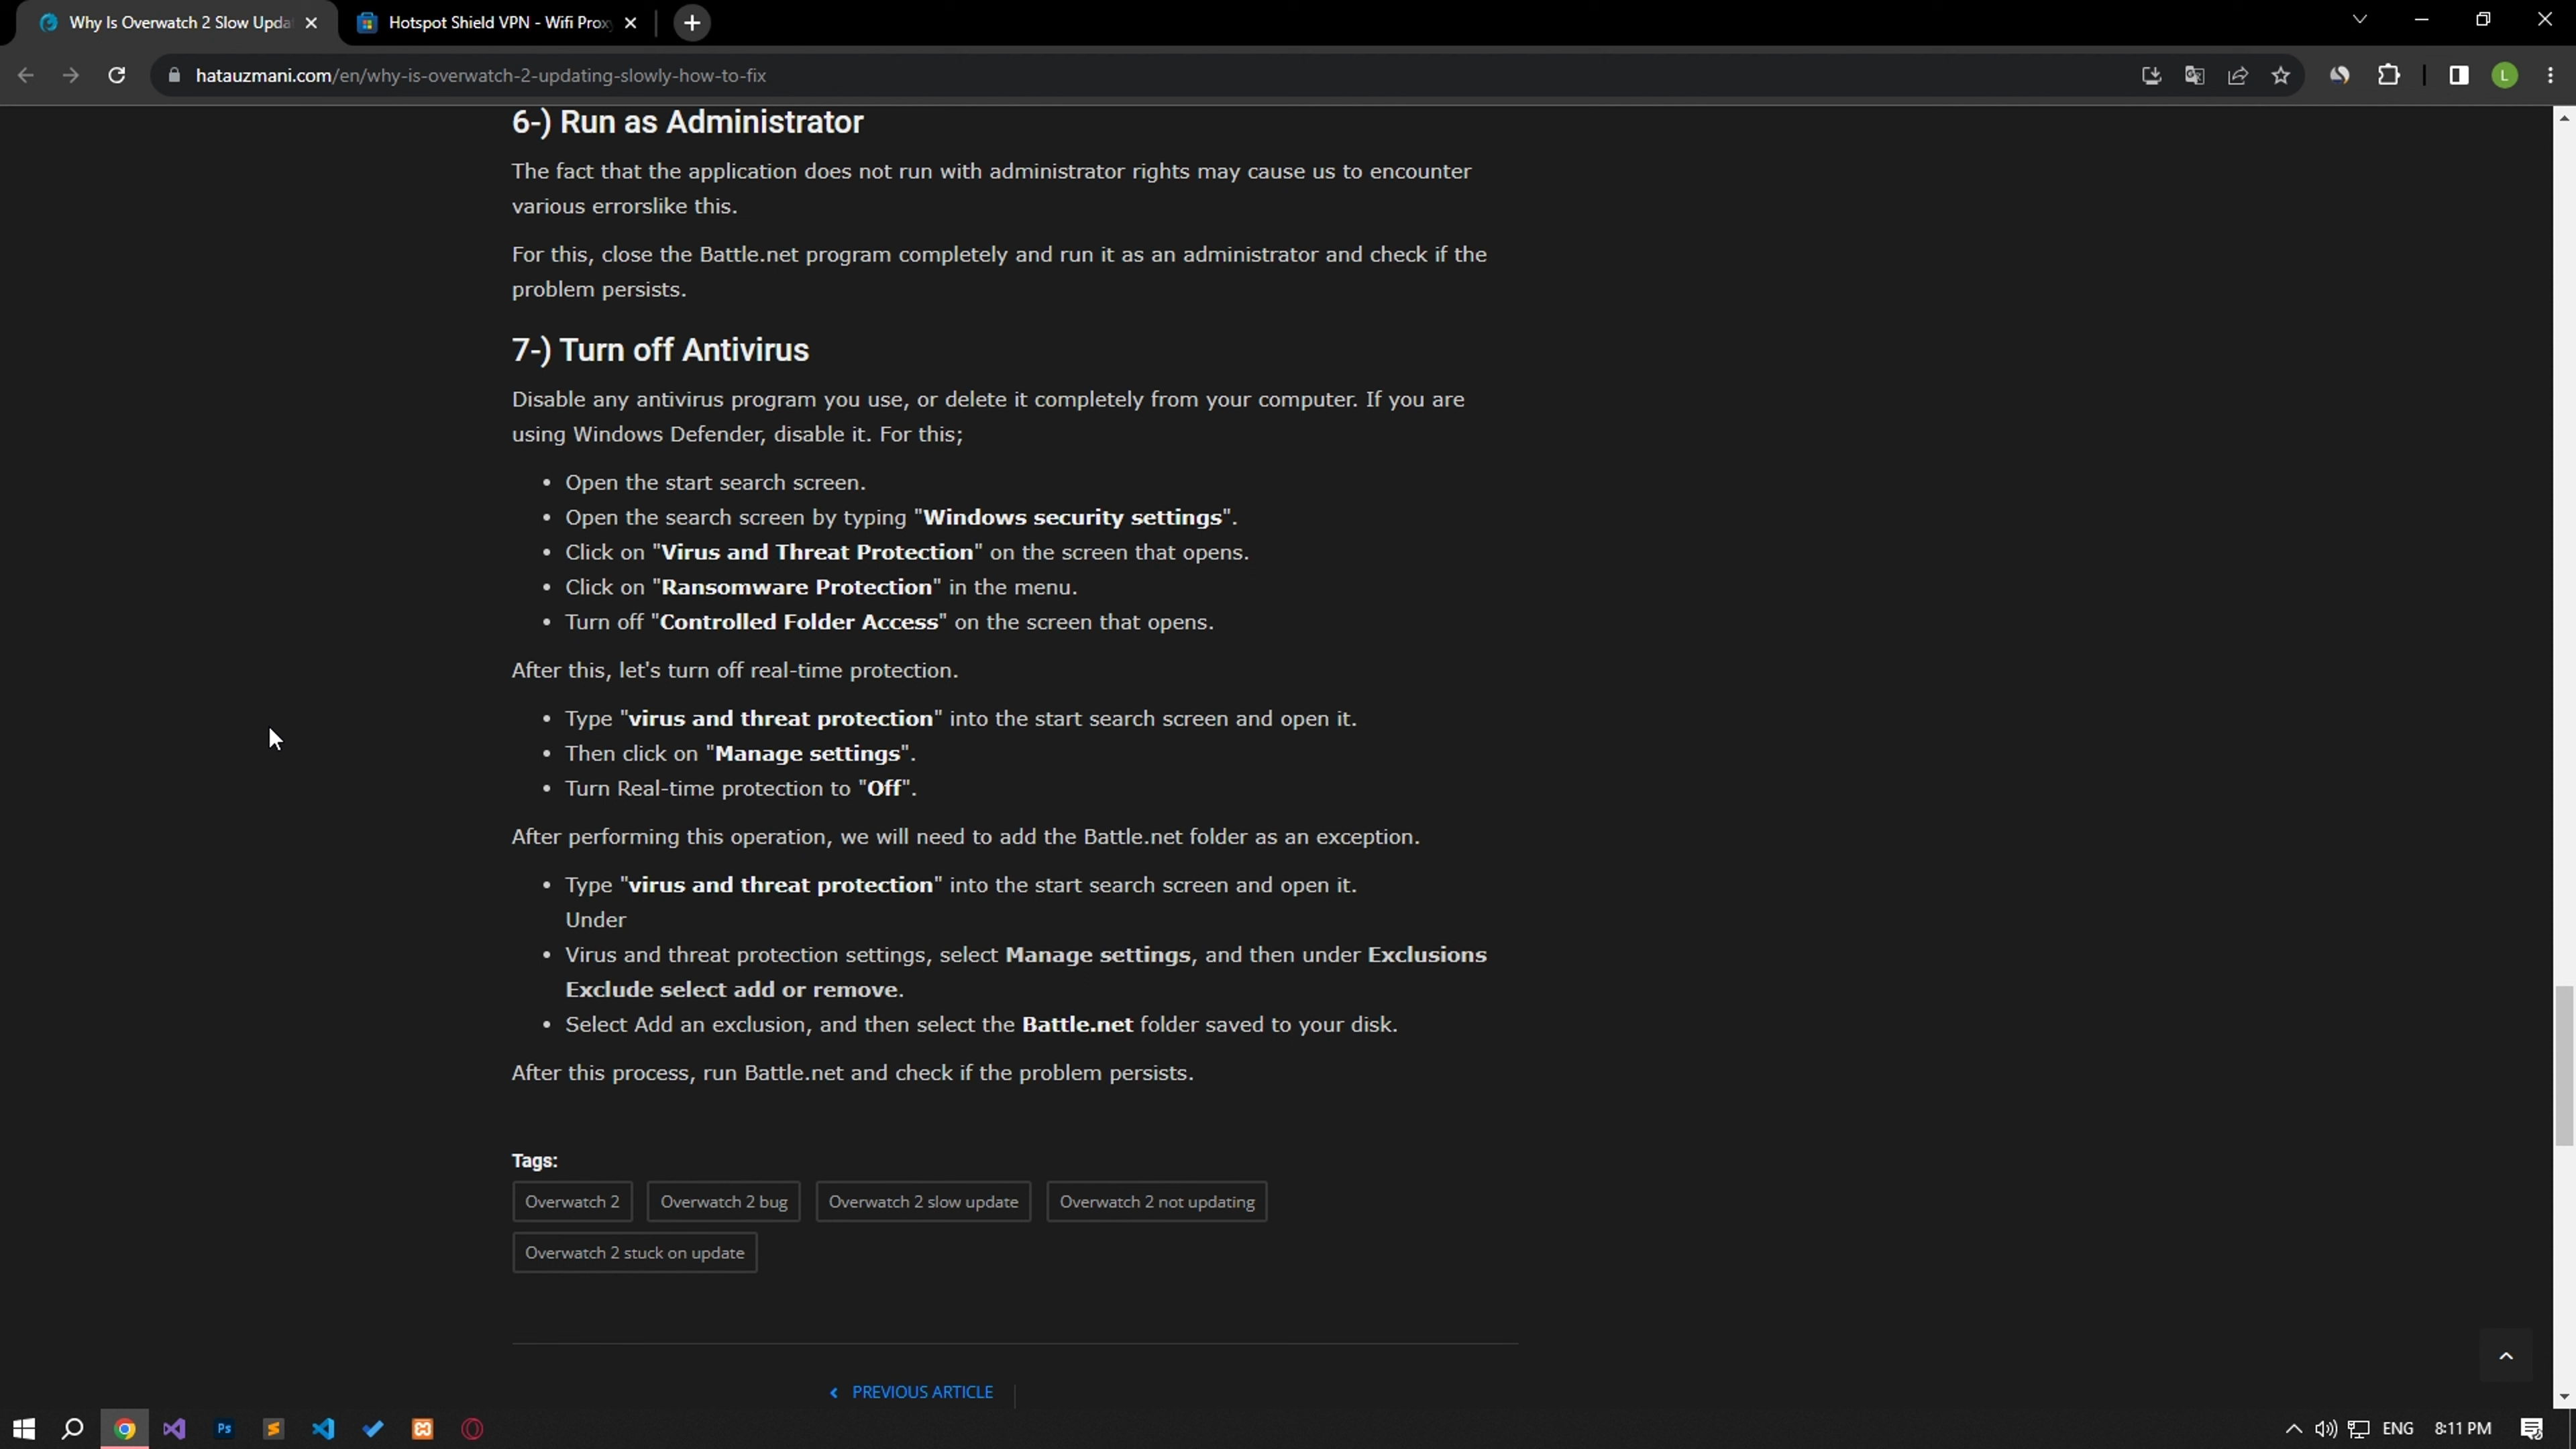 Why Is Overwatch 2 Slow Upda
Hotspot Shield VPN - Wifi Prox
hatauzmani.com/en/why-is-overwatch-2-updating-slowly-how-to-fix
L
6-) Run as Administrator
The fact that the application does not run with administrator rights may cause us to encounter
various errorslike this.
For this, close the Battle.net program completely and run it as an administrator and check if the
problem persists.
7-) Turn off Antivirus
Disable any antivirus program you use, or delete it completely from your computer. If you are
using Windows Defender, disable it. For this;
• Open the start search screen.
• Open the search screen by typing "Windows security settings".
• Click on "Virus and Threat Protection" on the screen that opens.
• Click on "Ransomware Protection" in the menu.
• Turn off "Controlled Folder Access" on the screen that opens.
After this, let's turn off real-time protection.
• Type "virus and threat protection" into the start search screen and open it.
• Then click on "Manage settings".
• Turn Real-time protection to "Off".
After performing this operation, we will need to add the Battle.net folder as an exception.
• Type "virus and threat protection" into the start search screen and open it.
Under
• Virus and threat protection settings, select Manage settings, and then under Exclusions
Exclude select add or remove.
• Select Add an exclusion, and then select the Battle.net folder saved to your disk.
After this process, run Battle.net and check if the problem persists.
Tags:
Overwatch 2 Overwatch 2 bug Overwatch 2 slow update Overwatch 2 not updating
Overwatch 2 stuck on update
PREVIOUS ARTICLE
Ps
ENG 8:11 PM